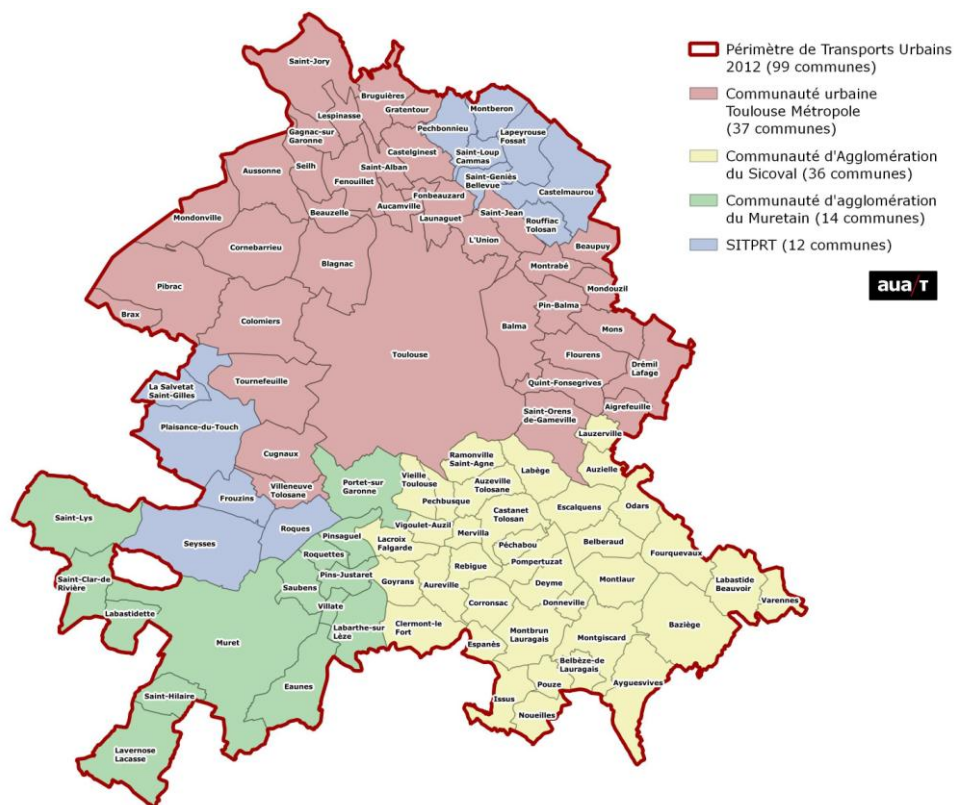 Périmètre de Transports Urbains
2012 (99 communes)
Communauté urbaine
Toulouse Métropole
(37 communes)
Communauté d'Agglomération
du Sicoval (36 communes)
Communauté d'agglomération
du Muretain (14 communes)
SITPRT (12 communes)
aua/T
Saint-Jory
Bruguières
Lespinasse
Gratentour
Montberon
Pechbonnieu
Lapeyrouse
Fossat
Gagnac-sur
Garonne
Castelginest
Saint-Loup
Cammas
Aussonne
Seilh
Saint-Alban
Saint-Geniès
Bellevue
Fenouillet
Castelmaurou
Fonbeauzard
Mondonville
Beauzelle
Aucamville
Launaguet
Saint-Jean
Rouffiac
Tolosan
Cornebarrieu
L'Union
Beaupuy
Blagnac
Montrabé
Pibrac
Mondouzil
Brax
Colomiers
Pin-Balma
Balma
Mons
Toulouse
Flourens
Drémil
Lafage
Tournefeuille
Quint-Fonsegrives
La Salvetat
Saint-Gilles
Saint-Orens
de-Gameville
Aigrefeuille
Plaisance-du-Touch
Lauzerville
Cugnaux
Ramonville
Saint-Agne
Labège
Auzielle
Villeneuve
Tolosane
Portet-sur
Garonne
Vieille
Toulouse
Auzeville
Tolosane
Frouzins
Pechbusque
Escalquens
Odars
Saint-Lys
Roques
Vigoulet-Auzil
Castanet
Tolosan
Seysses
Pinsaguel
Lacroix
Falgarde
Mervilla
Péchabou
Belberaud
Fourquevaux
Roquettes
Rebigue
Pompertuzat
Saint-Clar-de
Rivière
Pins-Justaret
Goyrans
Aureville
Deyme
Montlaur
Labastide
Beauvoir
Saubens
Varennes
Labastidette
Villate
Corronsac
Donneville
Baziège
Muret
Labarthe-sur
Lèze
Clermont-le
Fort
Espanès
Montbrun
Lauragais
Montgiscard
Belbèze-de
Lauragais
Eaunes
Pouze
Ayguesvives
Saint-Hilaire
Issus
Noueilles
Lavernose
Lacasse